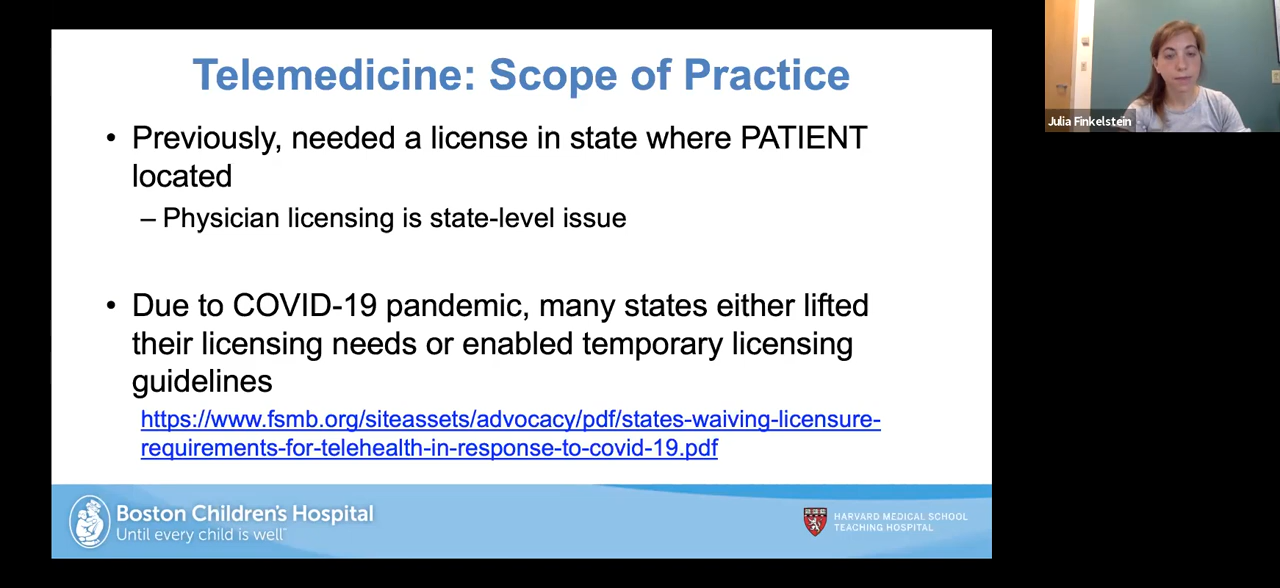 Telemedicine: Scope of Practice
• Previously, needed a license in state where PATIENT
located
– Physician licensing is state-level issue
• Due to COVID-19 pandemic, many states either lifted
their licensing needs or enabled temporary licensing
guidelines
https://www.fsmb.org/siteassets/advocacy/pdf/states-waiving-licensure-
requirements-for-telehealth-in-response-to-covid-19.pdf
Boston Children's Hospital
Until every child is well™
HARVARD MEDICAL SCHOOL
TEACHING HOSPITAL
Julia Finkelstein